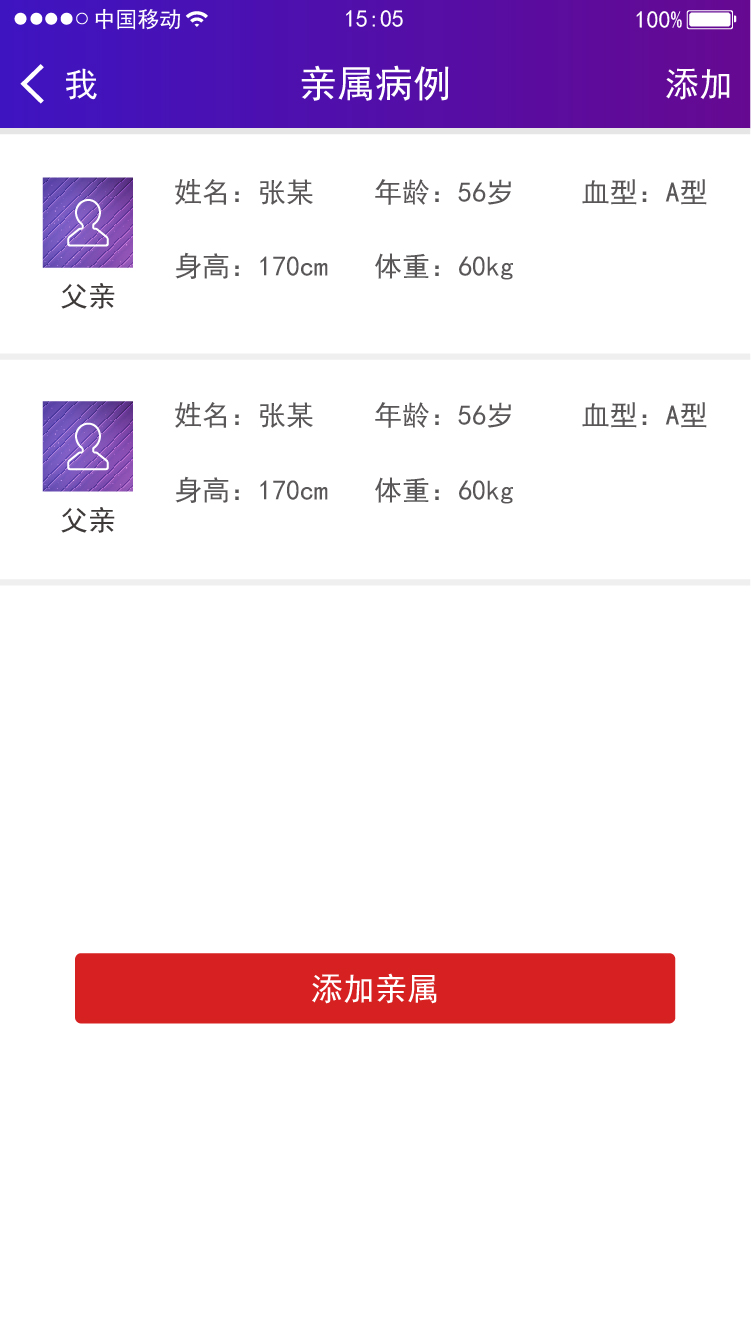 中国移动 15:05 100%
我 亲属病例 添加
姓名：张某 年龄：56岁 血型：A型
身高：170cm 体重：60kg
父亲
姓名：张某 年龄：56岁 血型：A型
身高：170cm 体重：60kg
父亲
添加亲属